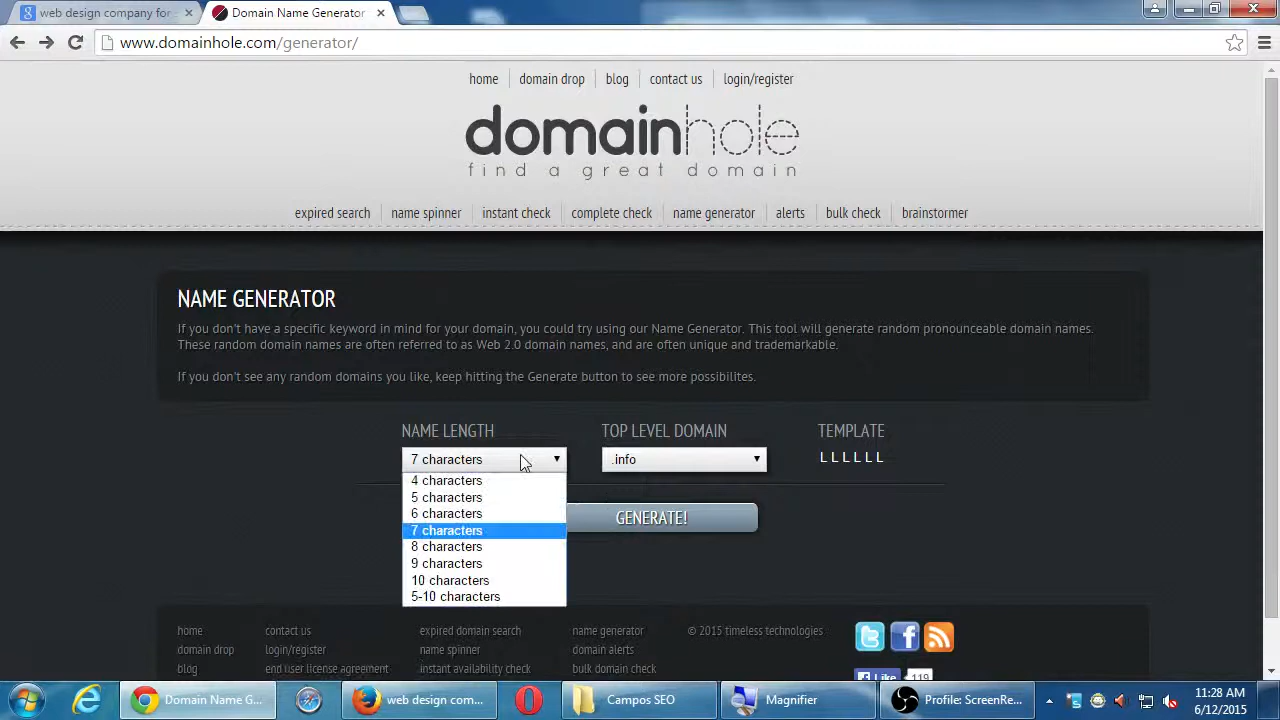 web design company for
Domain Name Generator
www.domainhole.com/generator/
home
domain drop
blog
contact us
login/register
domainhole
find a great domain
expired search
name spinner
instant check
complete check
name generator
alerts
bulk check
brainstormer
NAME GENERATOR
If you don't have a specific keyword in mind for your domain, you could try using our Name Generator. This tool will generate random pronounceable domain names.
These random domain names are often referred to as Web 2.0 domain names, and are often unique and trademarkable.
If you don't see any random domains you like, keep hitting the Generate button to see more possibilites.
NAME LENGTH
TOP LEVEL DOMAIN
TEMPLATE
7 characters
.info
L L L L L L
4 characters
5 characters
6 characters
7 characters
8 characters
9 characters
10 characters
5-10 characters
GENERATE!
home
contact us
expired domain search
name generator
© 2015 timeless technologies
domain drop
login/register
name spinner
domain alerts
blog
end user license agreement
instant availability check
bulk domain check
Like
119
Domain Name G...
web design com...
Campos SEO
Magnifier
Profile: ScreenRe...
11:28 AM
6/12/2015